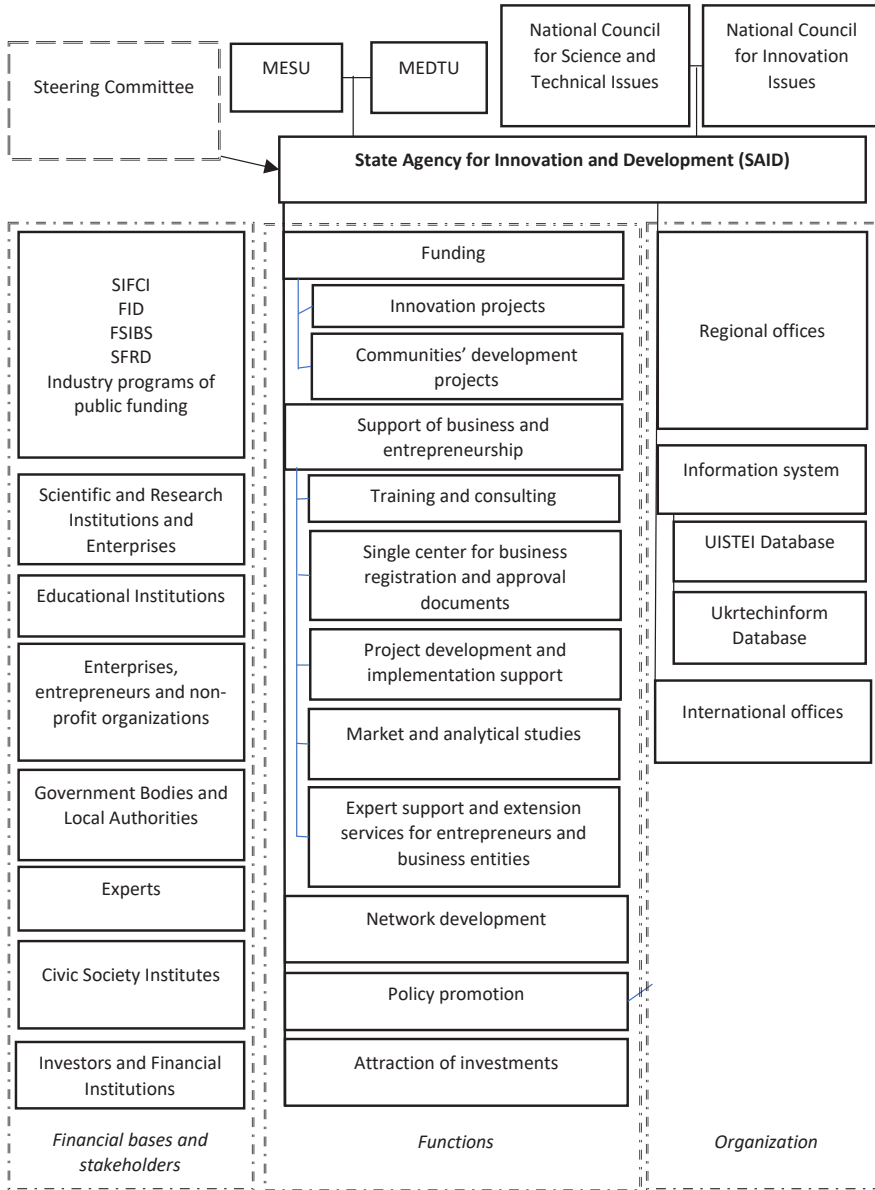 Steering Committee
MESU
MEDTU
National Council
for Science and
Technical Issues
National Council
for Innovation
Issues
State Agency for Innovation and Development (SAID)
SIFCI
FID
FSIBS
SFRD
Industry programs of
public funding
Scientific and Research
Institutions and
Enterprises
Educational Institutions
Enterprises,
entrepreneurs and non-
profit organizations
Government Bodies and
Local Authorities
Experts
Civic Society Institutes
Investors and Financial
Institutions
Financial bases and
stakeholders
Funding
Innovation projects
Communities’ development
projects
Support of business and
entrepreneurship
Training and consulting
Single center for business
registration and approval
documents
Project development and
implementation support
Market and analytical studies
Expert support and extension
services for entrepreneurs and
business entities
Network development
Policy promotion
Attraction of investments
Functions
Regional offices
Information system
UISTEI Database
Ukrtechinform
Database
International offices
Organization